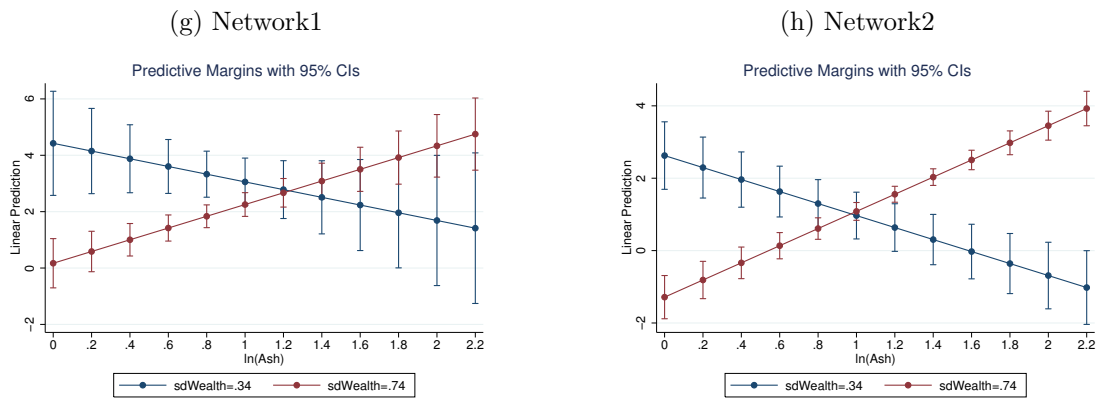 (g) Network1
Predictive Margins with 95% CIs
Linear Prediction
6
4
2
0
−2
0 .2 .4 .6 .8 1 1.2 1.4 1.6 1.8 2 2.2
ln(Ash)
sdWealth=.34 sdWealth=.74
(h) Network2
Predictive Margins with 95% CIs
Linear Prediction
4
2
0
−2
0 .2 .4 .6 .8 1 1.2 1.4 1.6 1.8 2 2.2
ln(Ash)
sdWealth=.34 sdWealth=.74